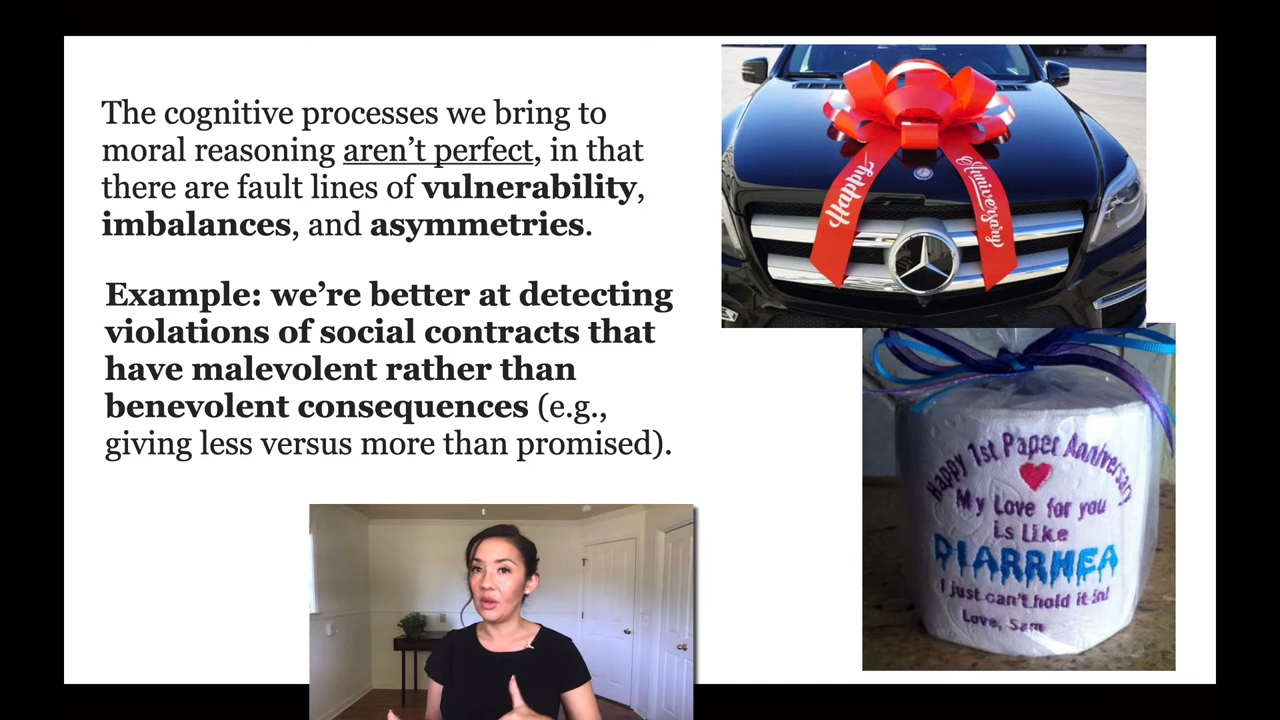 The cognitive processes we bring to
moral reasoning aren’t perfect, in that
there are fault lines of vulnerability,
imbalances, and asymmetries.
Example: we’re better at detecting
violations of social contracts that
have malevolent rather than
benevolent consequences (e.g.,
giving less versus more than promised).
Happy
Anniversary
Happy 1st Paper Anniversary
My Love for you
is Like
DIARRHEA
I just can't hold it in!
Love, Sam